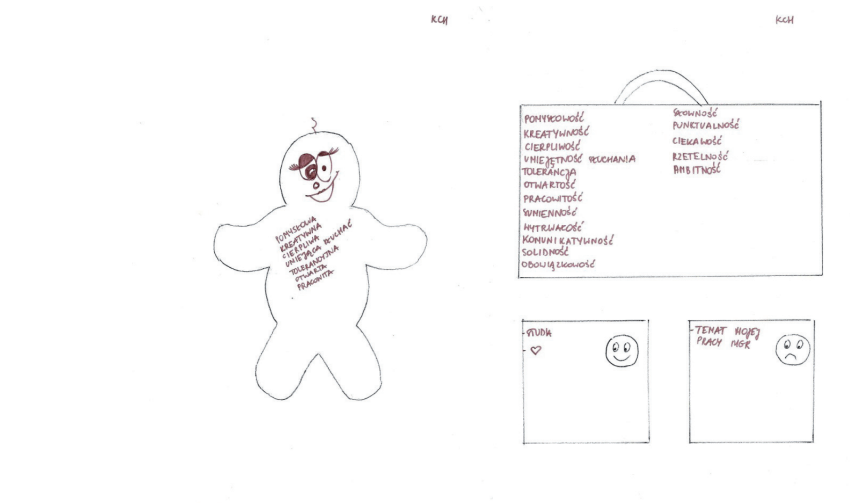 KCH
POMYSŁOWA
KREATYWNA
CIERPLIWA
UMIEJĄCA SŁUCHAĆ
TOLERANCYJNA
OTWARTA
PRACOWITA
KCH
POMYSŁOWOŚĆ
KREATYWNOŚĆ
CIERPLIWOŚĆ
UMIEJĘTNOŚĆ SŁUCHANIA
TOLERANCJA
OTWARTOŚĆ
PRACOWITOŚĆ
SUMIENNOŚĆ
WYTRWAŁOŚĆ
KOMUNIKATYWNOŚĆ
SOLIDNOŚĆ
OBOWIĄZKOWOŚĆ
SŁOWNOŚĆ
PUNKTUALNOŚĆ
CIEKAWOŚĆ
RZETELNOŚĆ
AMBITNOŚĆ
- STUDIA
- ♡
- TEMAT MOJEJ
PRACY MGR